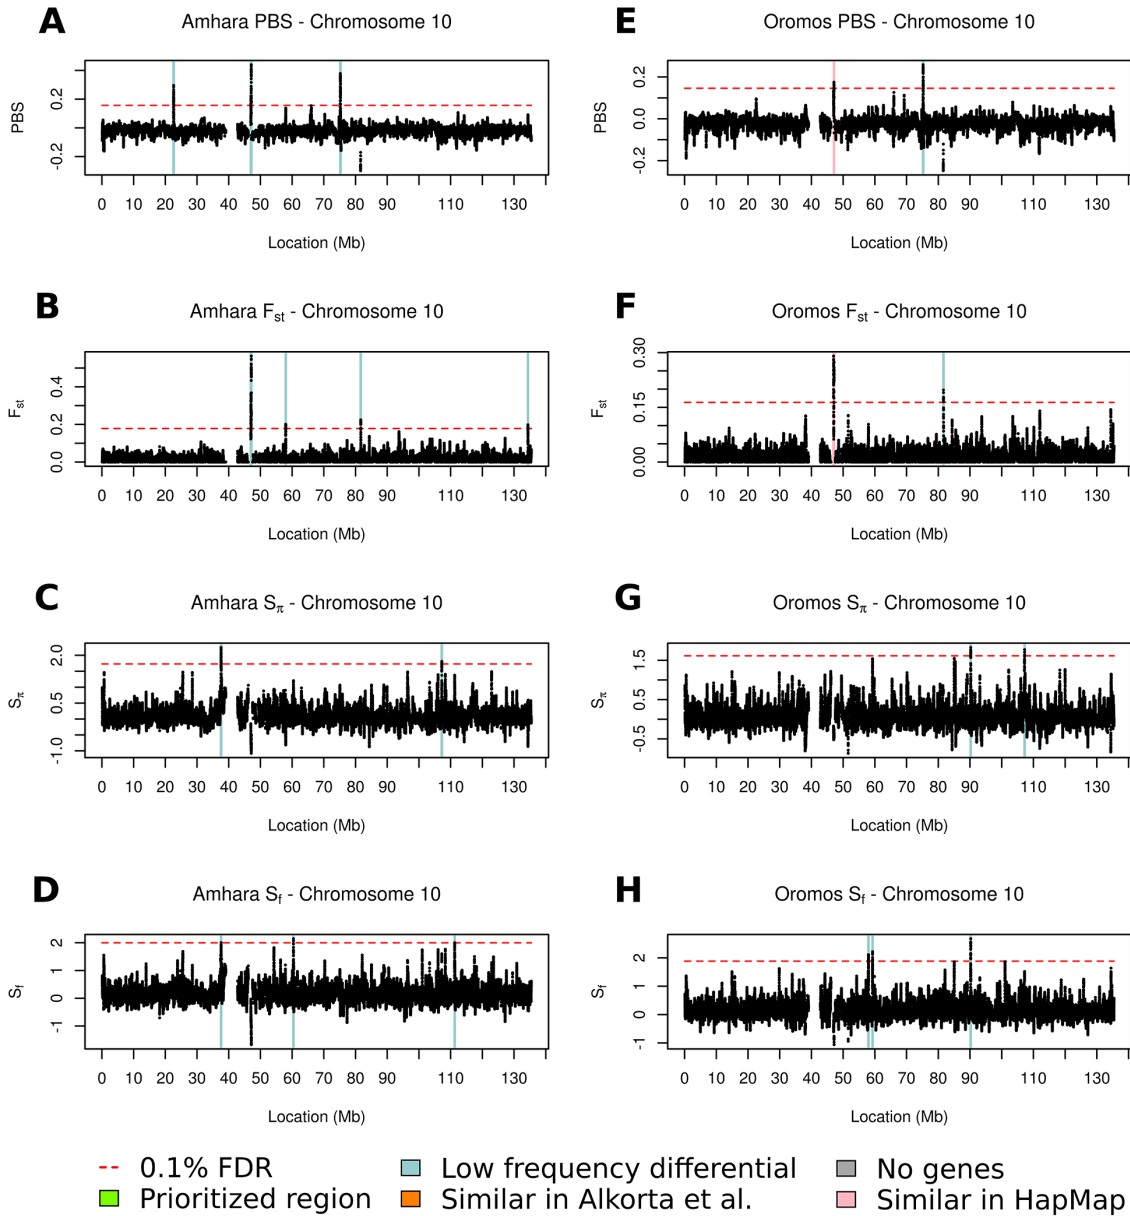 A
Amhara PBS - Chromosome 10
PBS
0.2
-0.2
0 10 20 30 40 50 60 70 80 90 110 130
Location (Mb)
E
Oromos PBS - Chromosome 10
PBS
0.2
0.0
-0.2
0 10 20 30 40 50 60 70 80 90 110 130
Location (Mb)
B
Amhara Fst - Chromosome 10
Fst
0.4
0.2
0.0
0 10 20 30 40 50 60 70 80 90 110 130
Location (Mb)
F
Oromos Fst - Chromosome 10
Fst
0.30
0.15
0.00
0 10 20 30 40 50 60 70 80 90 110 130
Location (Mb)
C
Amhara Sπ - Chromosome 10
Sπ
2.0
0.5
-1.0
0 10 20 30 40 50 60 70 80 90 110 130
Location (Mb)
G
Oromos Sπ - Chromosome 10
Sπ
1.5
0.5
-0.5
0 10 20 30 40 50 60 70 80 90 110 130
Location (Mb)
D
Amhara Sf - Chromosome 10
Sf
2
1
0
-1
0 10 20 30 40 50 60 70 80 90 110 130
Location (Mb)
H
Oromos Sf - Chromosome 10
Sf
2
1
0
-1
0 10 20 30 40 50 60 70 80 90 110 130
Location (Mb)
0.1% FDR
Low frequency differential
No genes
Prioritized region
Similar in Alkorta et al.
Similar in HapMap